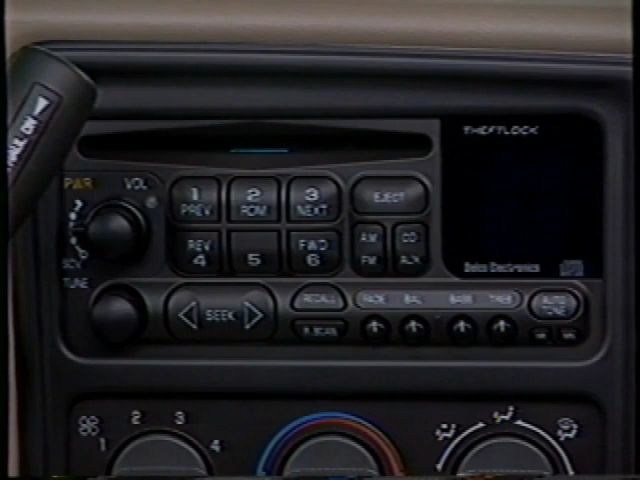 THEFTLOCK
PWR VOL
1 PREV
2 RDM
3 NEXT
EJECT
REV 4
5
FWD 6
AM FM
CD AUX
SCV
Delco Electronics
TUNE
SEEK
RECALL
FADE BAL BASS TREB
AUTO TONE
P.SCAN
1 2 3 4